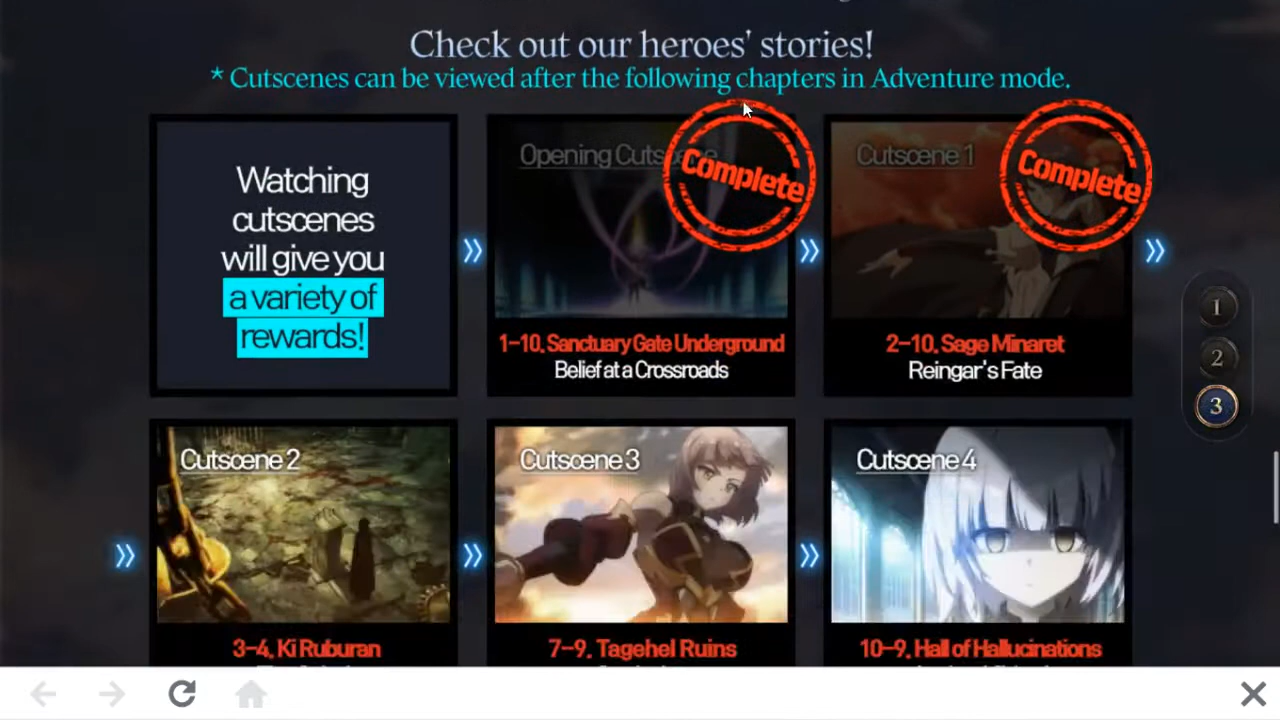 Check out our heroes' stories!
* Cutscenes can be viewed after the following chapters in Adventure mode.
Watching
cutscenes
will give you
a variety of
rewards!
Opening Cutscene
Complete
1-10. Sanctuary Gate Underground
Belief at a Crossroads
Cutscene 1
Complete
2-10. Sage Minaret
Reingar's Fate
1
2
3
Cutscene 2
3-4. Ki Ruburan
Cutscene 3
7-9. Tagehel Ruins
Cutscene 4
10-9. Hall of Hallucinations